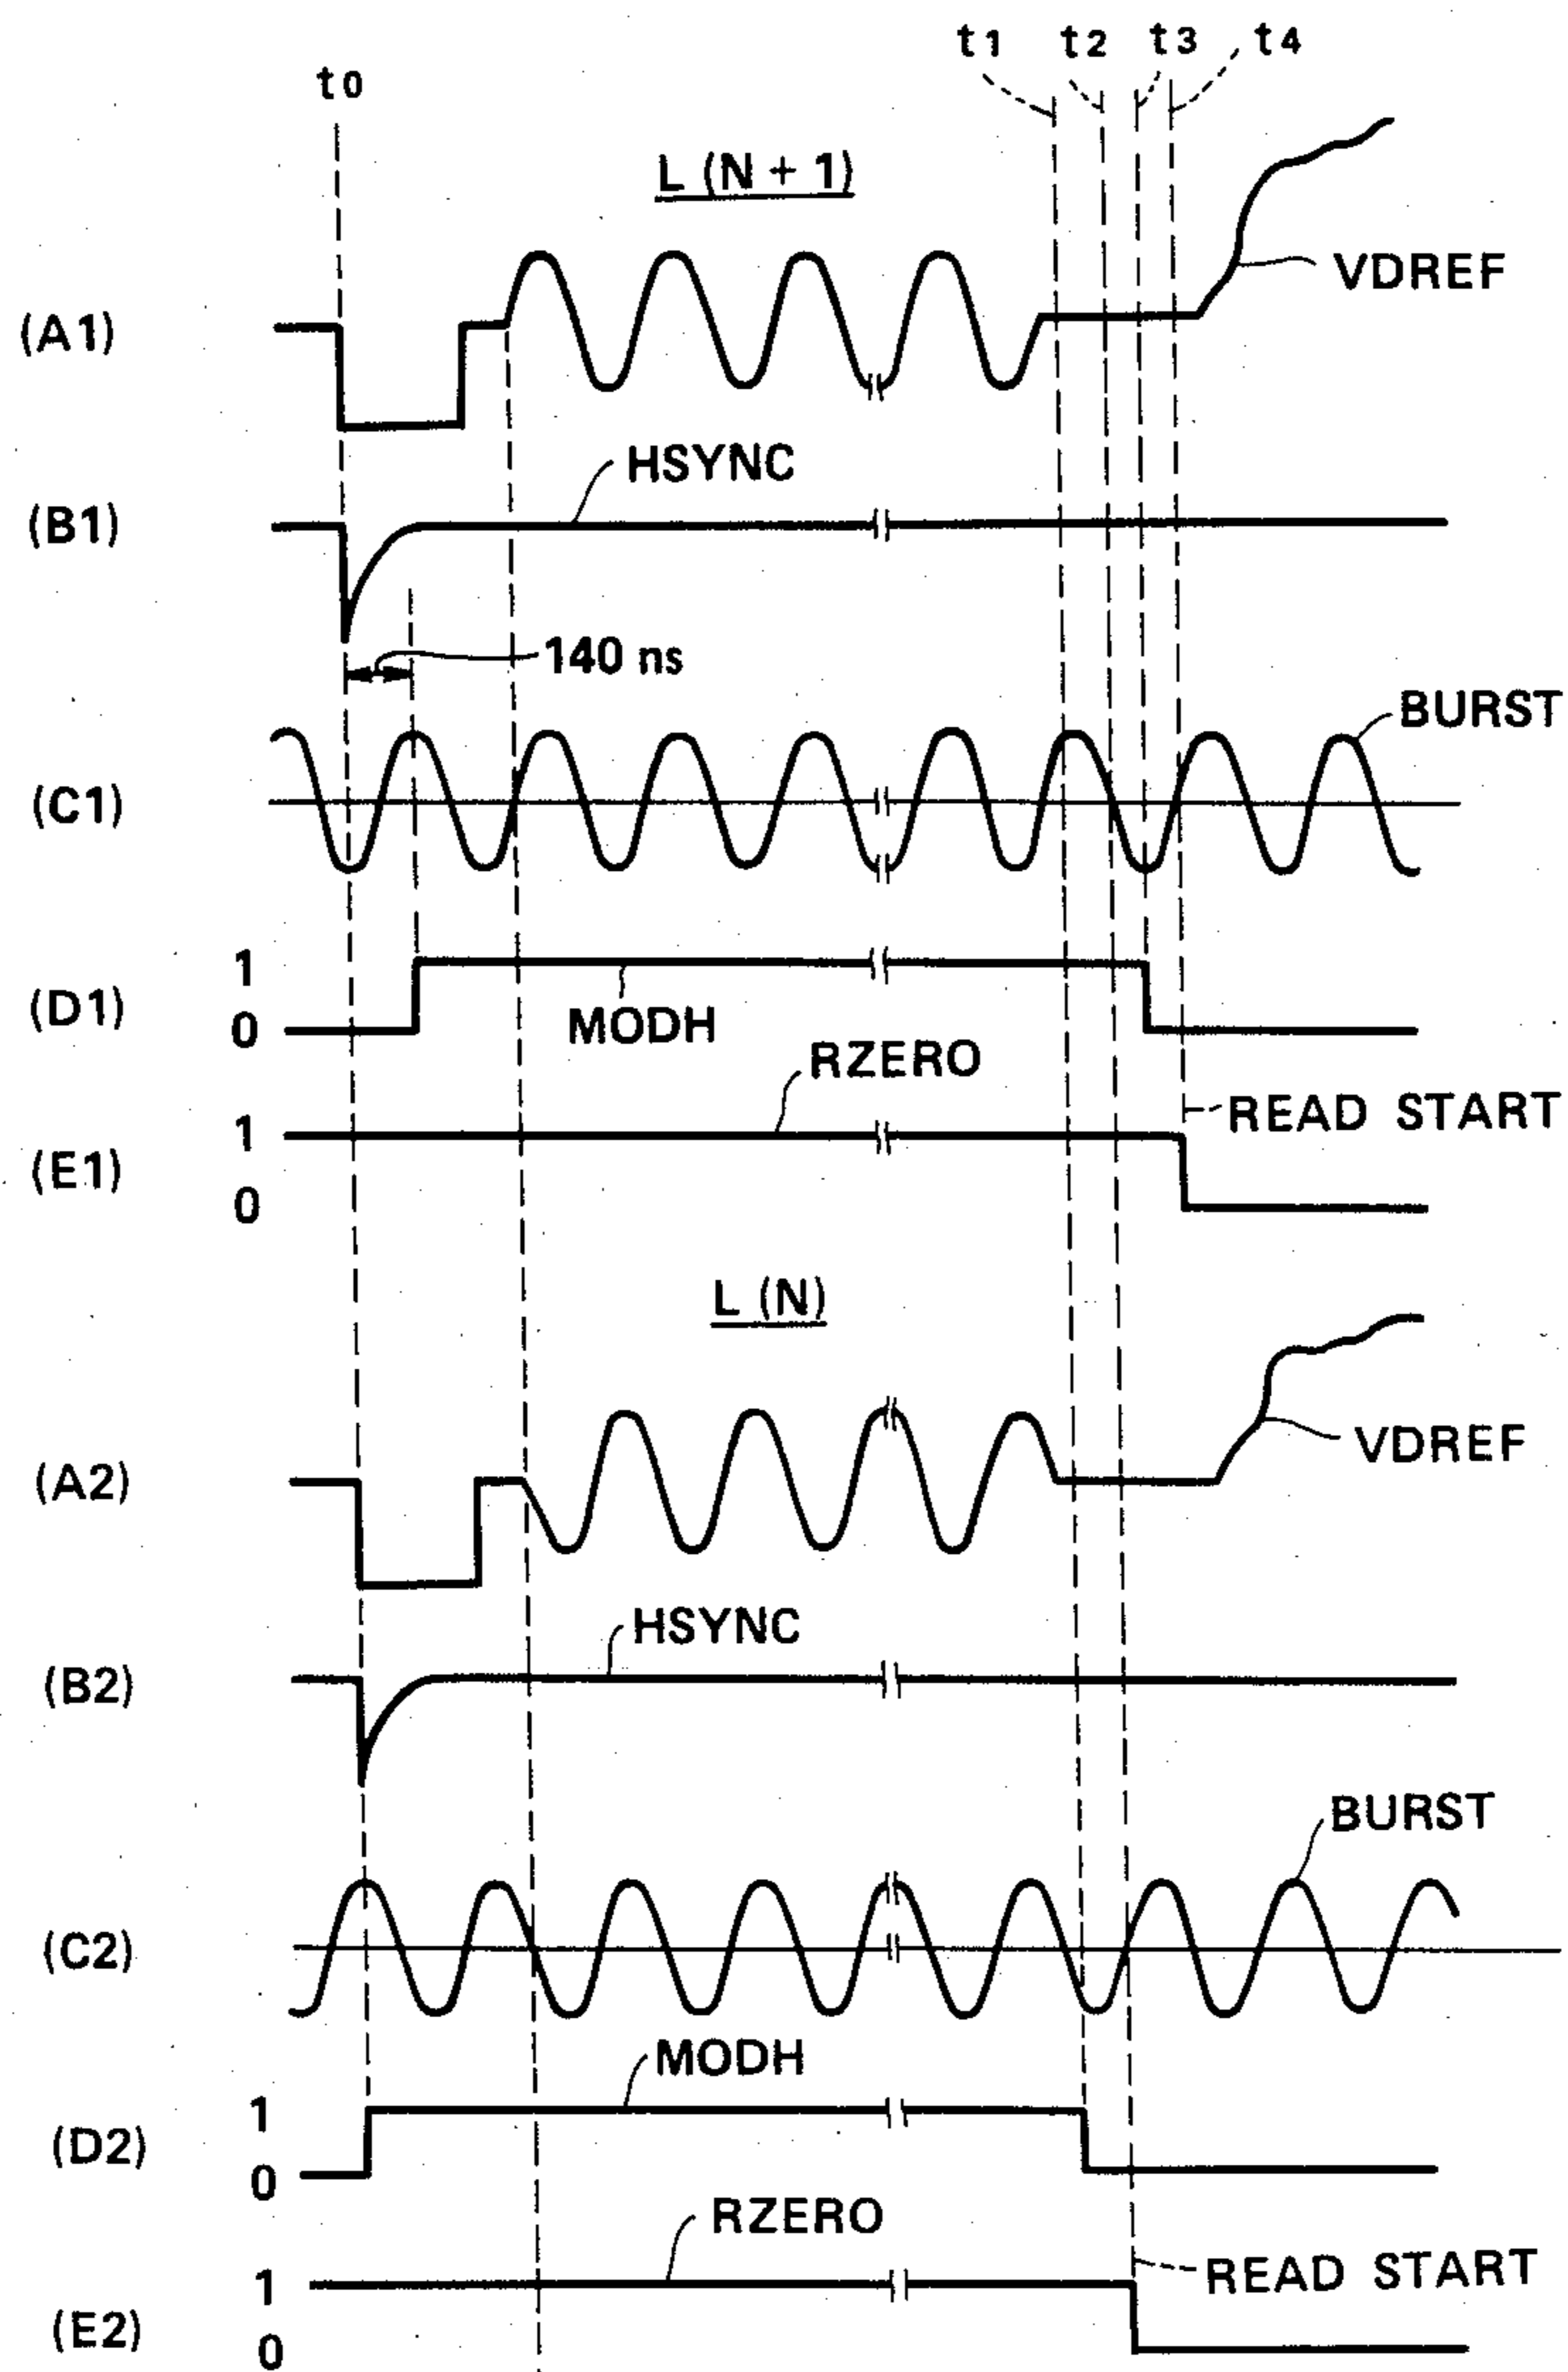 t1 t2 t3 t4
t0
L (N + 1)
(A1)
VDREF
HSYNC
(B1)
140 ns
BURST
(C1)
1
(D1)
MODH
0
RZERO
READ START
1
(E1)
0
L (N)
VDREF
(A2)
HSYNC
(B2)
BURST
(C2)
MODH
1
(D2)
0
RZERO
READ START
1
(E2)
0